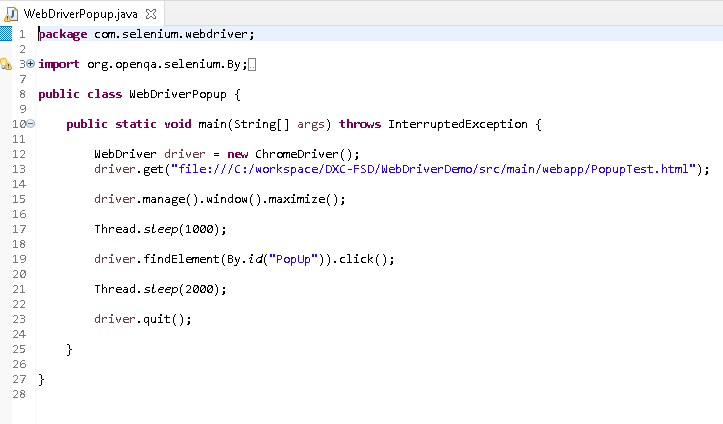 WebDriverPopup.java
1 package com.selenium.webdriver;
2
3 import org.openqa.selenium.By;
7
8 public class WebDriverPopup {
9
10 public static void main(String[] args) throws InterruptedException {
11
12 WebDriver driver = new ChromeDriver();
13 driver.get("file:///C:/workspace/DXC-FSD/WebDriverDemo/src/main/webapp/PopupTest.html");
14
15 driver.manage().window().maximize();
16
17 Thread.sleep(1000);
18
19 driver.findElement(By.id("PopUp")).click();
20
21 Thread.sleep(2000);
22
23 driver.quit();
24
25 }
26
27 }
28